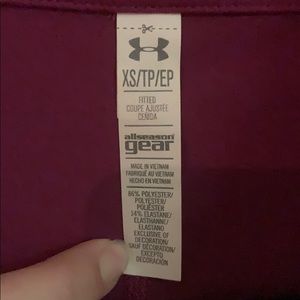 XS/TP/EP
FITTED
COUPE AJUSTÉE
CEÑIDA
allseason
gear
MADE IN VIETNAM
FABRIQUÉ AU VIETNAM
HECHO EN VIETNAM
86% POLYESTER/
POLYESTER/
POLIÉSTER
14% ELASTANE/
ELASTHANNE/
ELASTANO
EXCLUSIVE OF
DECORATION/
SAUF DÉCORATION/
EXCEPTO
DECORACIÓN